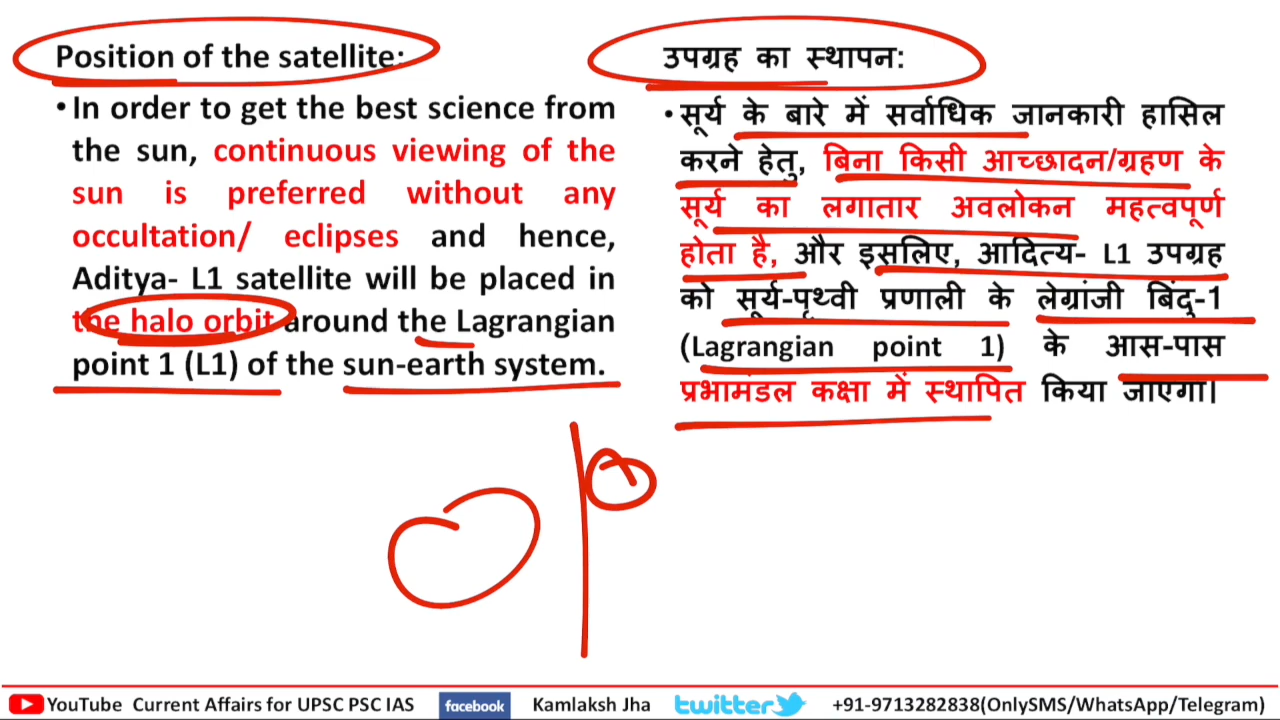 Position of the satellite:
• In order to get the best science from
the sun, continuous viewing of the
sun is preferred without any
occultation/ eclipses and hence,
Aditya- L1 satellite will be placed in
the halo orbit around the Lagrangian
point 1 (L1) of the sun-earth system.
उपग्रह का स्थापन:
• सूर्य के बारे में सर्वाधिक जानकारी हासिल
करने हेतु, बिना किसी आच्छादन/ग्रहण के
सूर्य का लगातार अवलोकन महत्वपूर्ण
होता है, और इसलिए, आदित्य- L1 उपग्रह
को सूर्य-पृथ्वी प्रणाली के लेग्रांजी बिंदु-1
(Lagrangian point 1) के आस-पास
प्रभामंडल कक्षा में स्थापित किया जाएगा।
YouTube Current Affairs for UPSC PSC IAS facebook Kamlaksh Jha twitter +91-9713282838(OnlySMS/WhatsApp/Telegram)